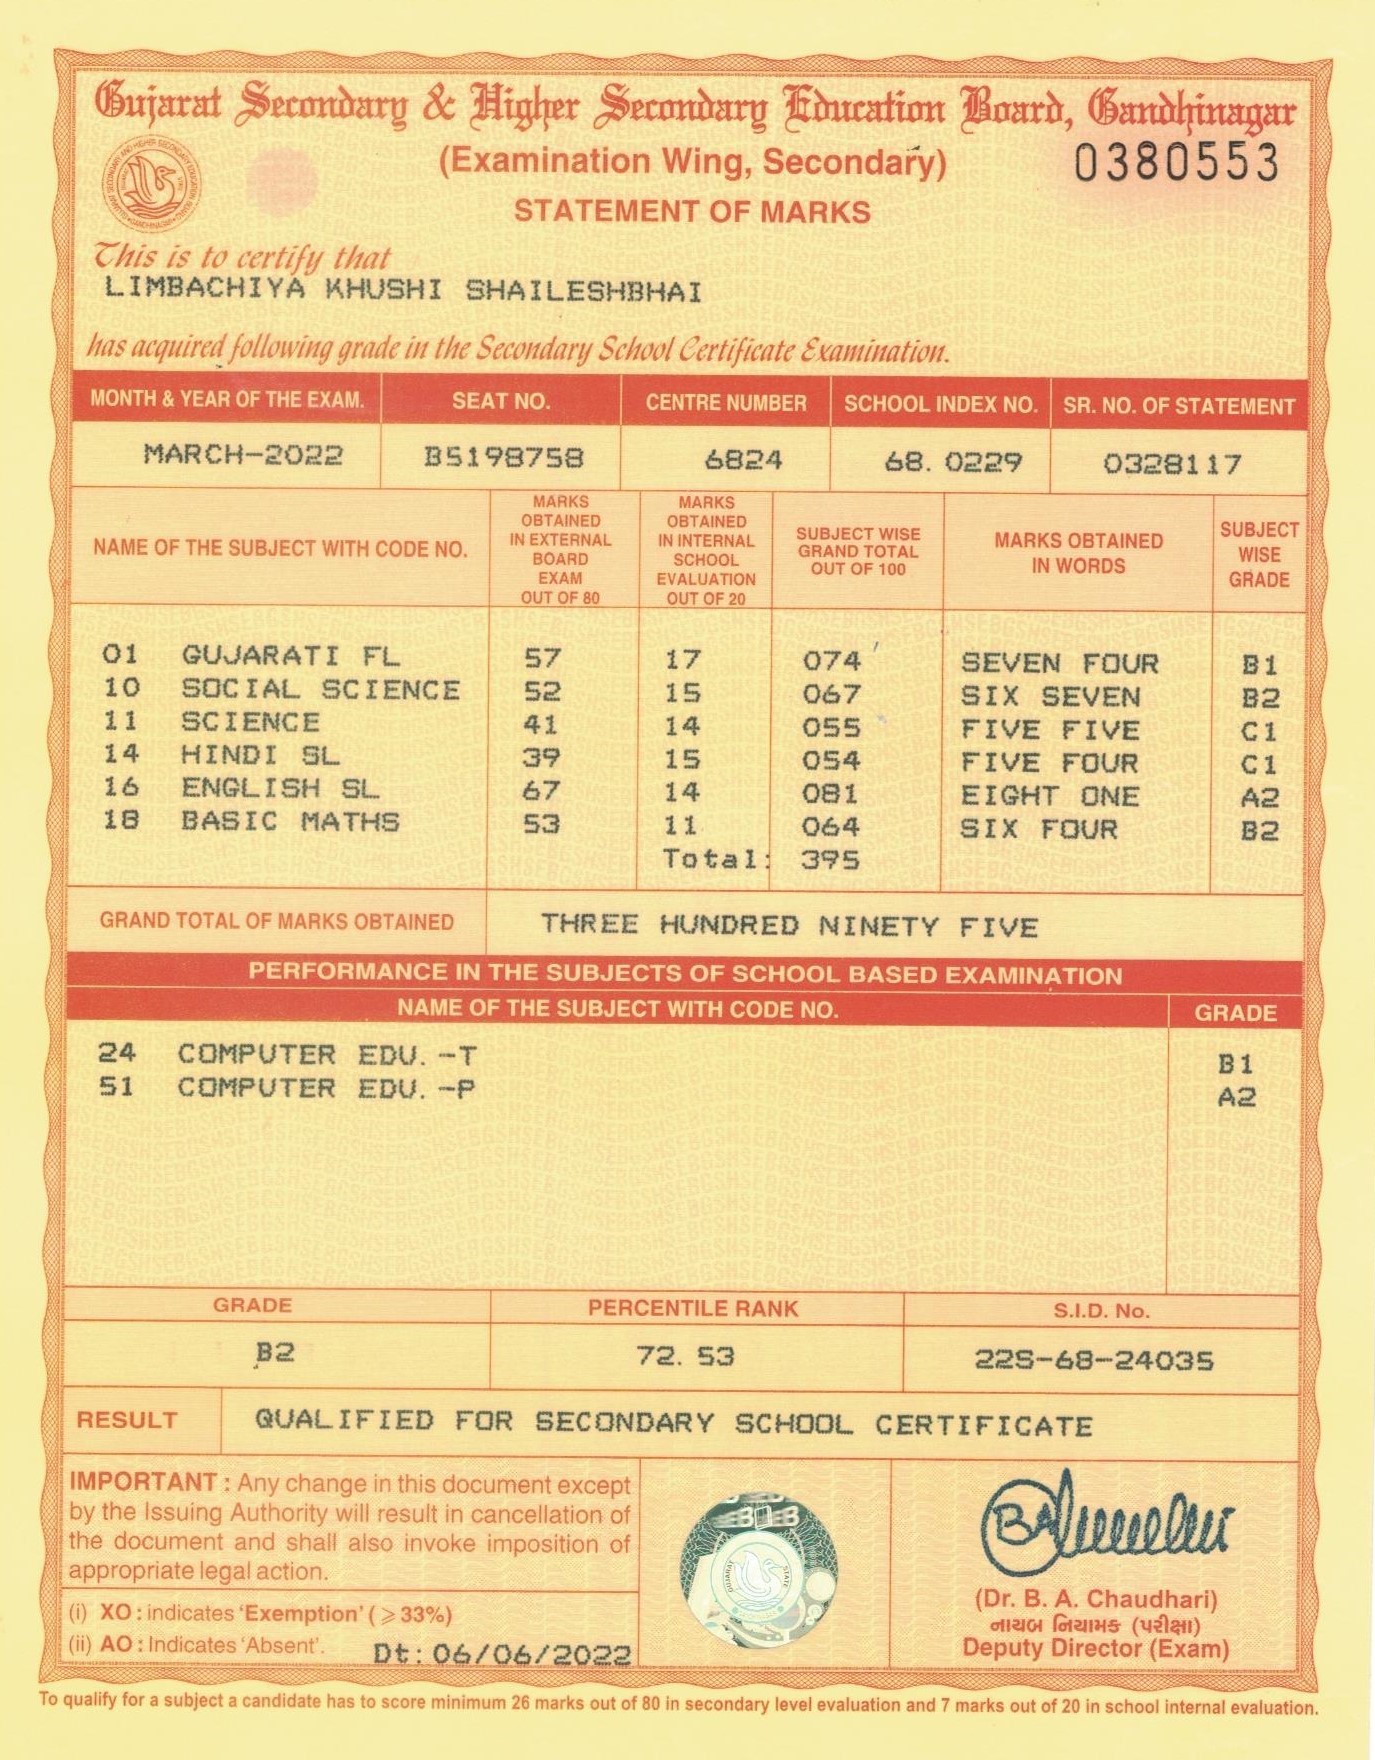 Gujarat Secondary & Higher Secondary Education Board, Gandhinagar
(Examination Wing, Secondary)
0380553
STATEMENT OF MARKS
This is to certify that
LIMBACHIYA KHUSHI SHAILESHBHAI
has acquired following grade in the Secondary School Certificate Examination.
MONTH & YEAR OF THE EXAM. SEAT NO. CENTRE NUMBER SCHOOL INDEX NO. SR. NO. OF STATEMENT
MARCH-2022 B5198758 6824 68. 0229 0328117
NAME OF THE SUBJECT WITH CODE NO.
MARKS
OBTAINED
IN EXTERNAL
BOARD
EXAM
OUT OF 80
MARKS
OBTAINED
IN INTERNAL
SCHOOL
EVALUATION
OUT OF 20
SUBJECT WISE
GRAND TOTAL
OUT OF 100
MARKS OBTAINED
IN WORDS
SUBJECT
WISE
GRADE
01 GUJARATI FL 57 17 074 SEVEN FOUR B1
10 SOCIAL SCIENCE 52 15 067 SIX SEVEN B2
11 SCIENCE 41 14 055 FIVE FIVE C1
14 HINDI SL 39 15 054 FIVE FOUR C1
16 ENGLISH SL 67 14 081 EIGHT ONE A2
18 BASIC MATHS 53 11 064 SIX FOUR B2
Total: 395
GRAND TOTAL OF MARKS OBTAINED THREE HUNDRED NINETY FIVE
PERFORMANCE IN THE SUBJECTS OF SCHOOL BASED EXAMINATION
NAME OF THE SUBJECT WITH CODE NO. GRADE
24 COMPUTER EDU. -T B1
51 COMPUTER EDU. -P A2
GRADE PERCENTILE RANK S.I.D. No.
B2 72. 53 22S-68-24035
RESULT QUALIFIED FOR SECONDARY SCHOOL CERTIFICATE
IMPORTANT : Any change in this document except
by the Issuing Authority will result in cancellation of
the document and shall also invoke imposition of
appropriate legal action.
(i) XO : indicates 'Exemption' ( ⩾ 33%)
(ii) AO : Indicates 'Absent'.
Dt: 06/06/2022
(Dr. B. A. Chaudhari)
નાયબ નિયામક (પરીક્ષા)
Deputy Director (Exam)
To qualify for a subject a candidate has to score minimum 26 marks out of 80 in secondary level evaluation and 7 marks out of 20 in school internal evaluation.